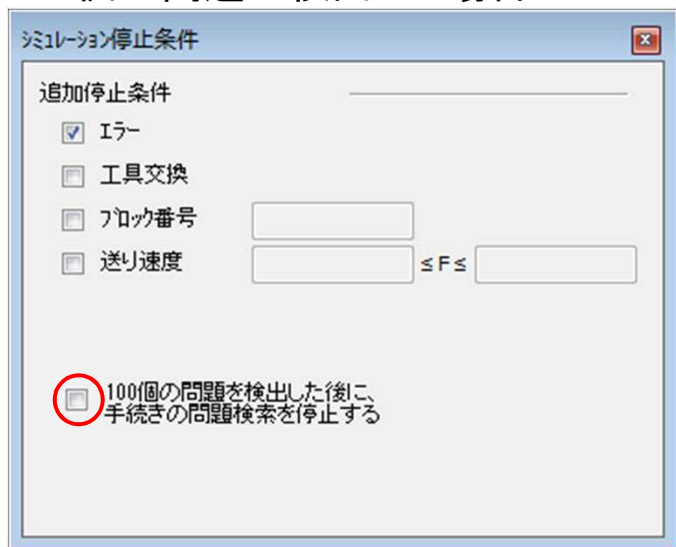 ｼﾐｭﾚｰｼｮﾝ停止条件
追加停止条件
ｴﾗｰ
工具交換
ﾌﾞﾛｯｸ番号
送り速度 ≤F≤
100個の問題を検出した後に、
手続きの問題検索を停止する